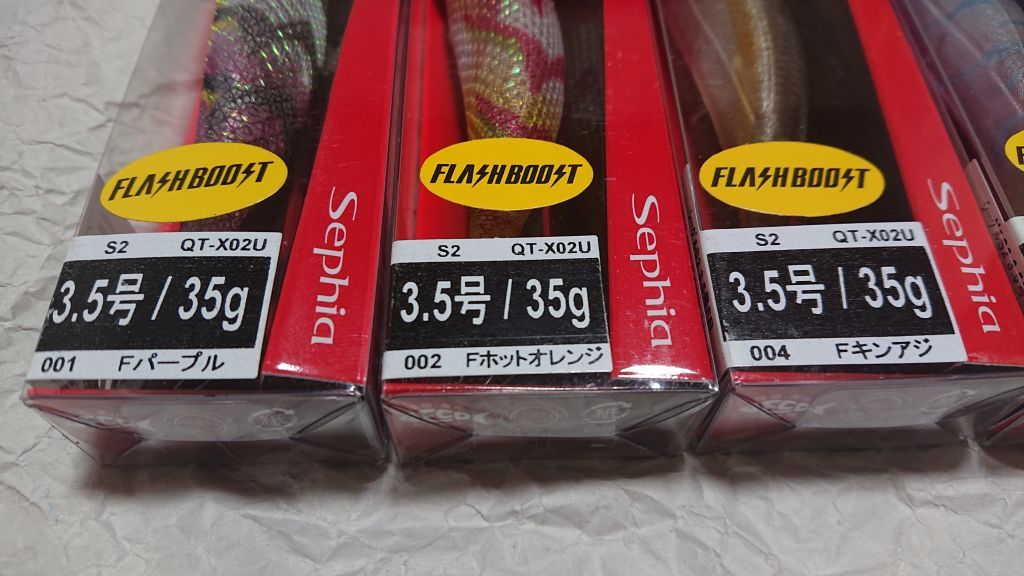 FLASHBOOST
Sephia
S2 QT-X02U
3.5号 / 35g
001 Fパープル
FLASHBOOST
Sephia
S2 QT-X02U
3.5号 / 35g
002 Fホットオレンジ
FLASHBOOST
Sephia
S2 QT-X02U
3.5号 / 35g
004 Fキンアジ